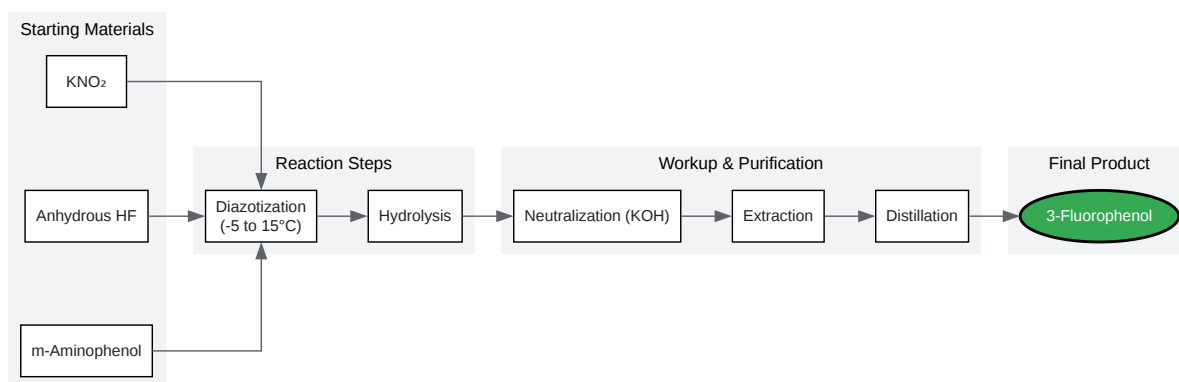 Starting Materials
KNO₂
Anhydrous HF
m-Aminophenol
Reaction Steps
Diazotization
(-5 to 15°C)
Hydrolysis
Workup & Purification
Neutralization (KOH)
Extraction
Distillation
Final Product
3-Fluorophenol